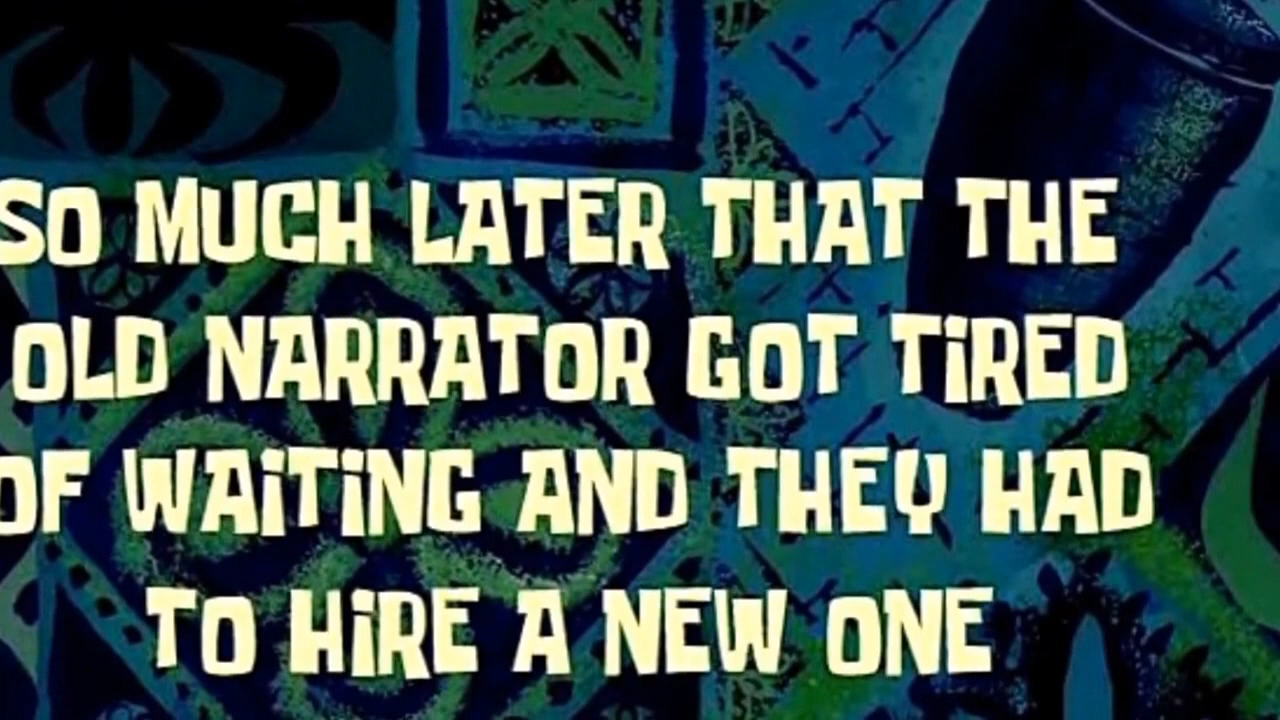 SO MUCH LATER THAT THE
OLD NARRATOR GOT TIRED
OF WAITING AND THEY HAD
TO HIRE A NEW ONE